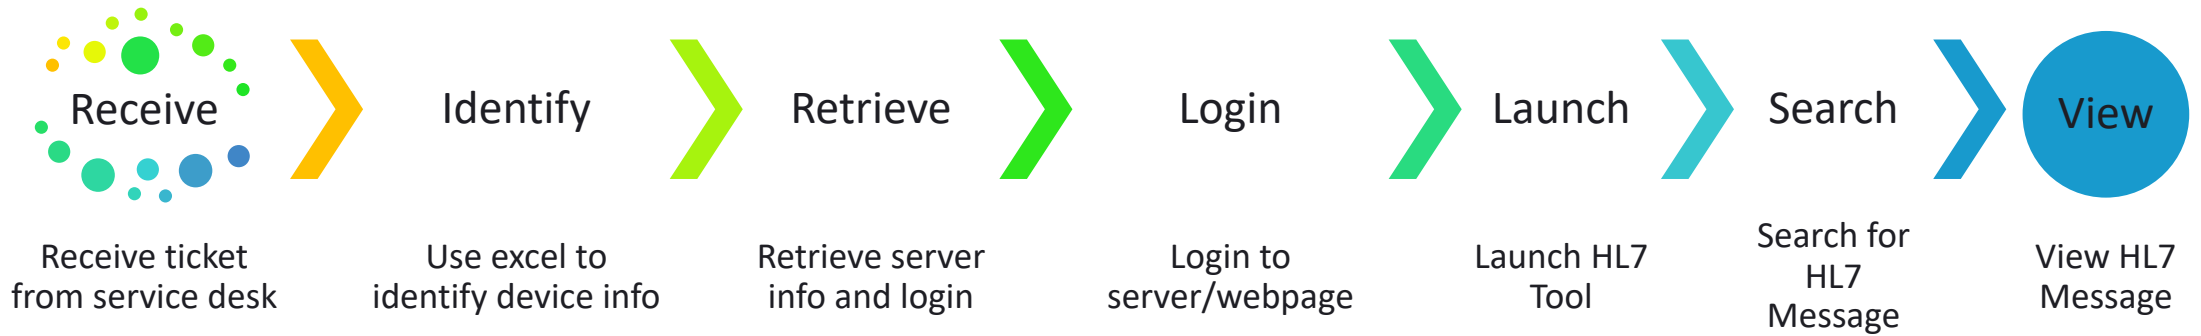 Receive
Identify
Retrieve
Login
Launch
Search
View
Receive ticket
from service desk
Use excel to
identify device info
Retrieve server
info and login
Login to
server/webpage
Launch HL7
Tool
Search for
HL7
Message
View HL7
Message